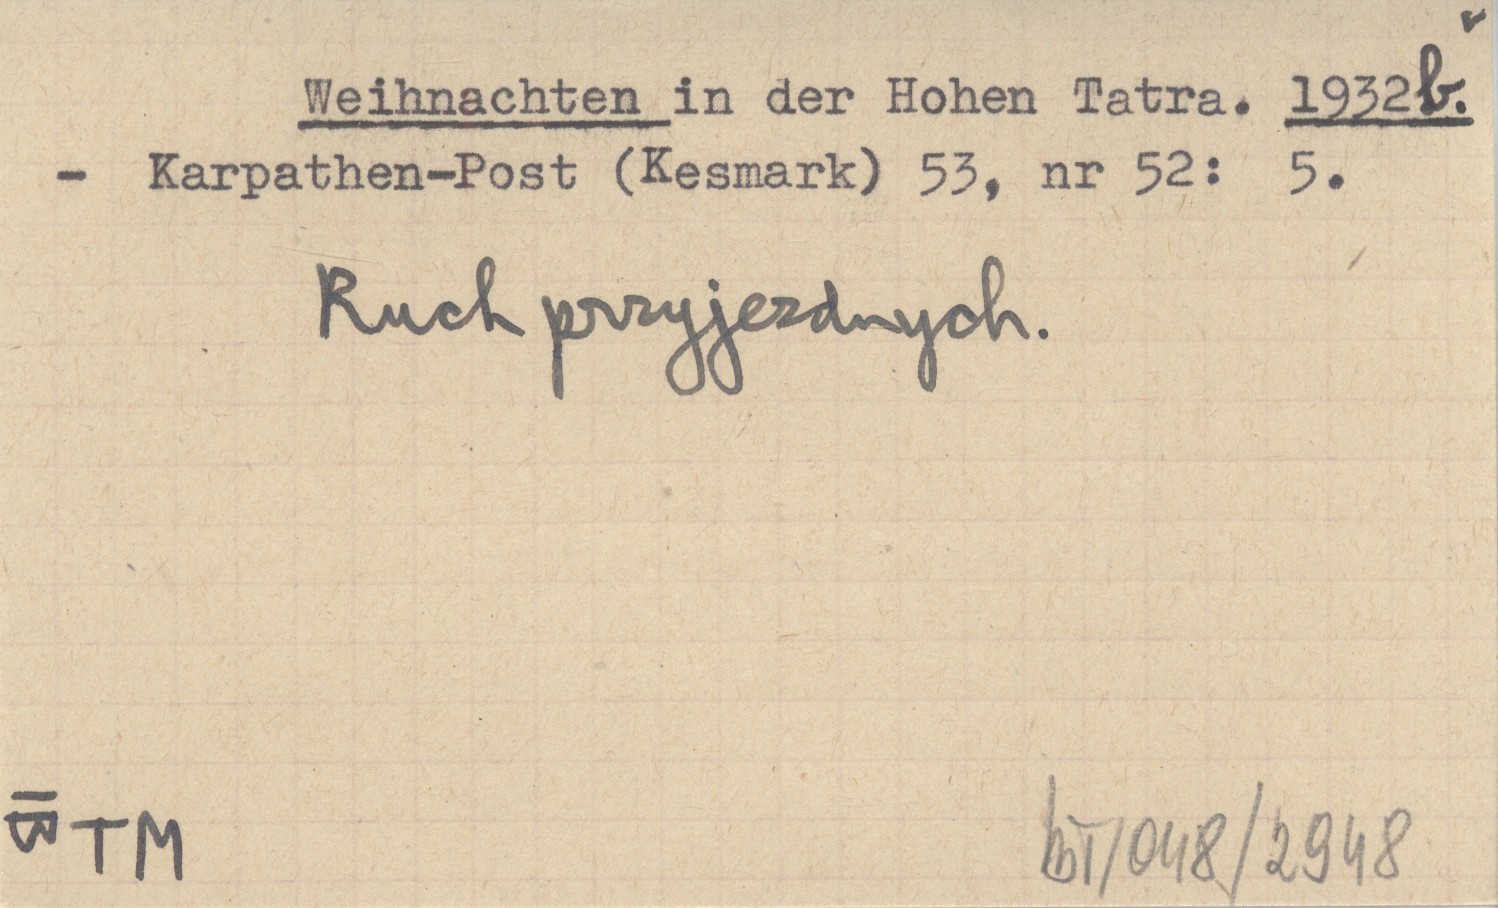 Weihnachten in der Hohen Tatra. 1932b.
- Karpathen-Post (Kesmark) 53, nr 52: 5.
Ruch przyjezdnych.
TM
bT/048/2948